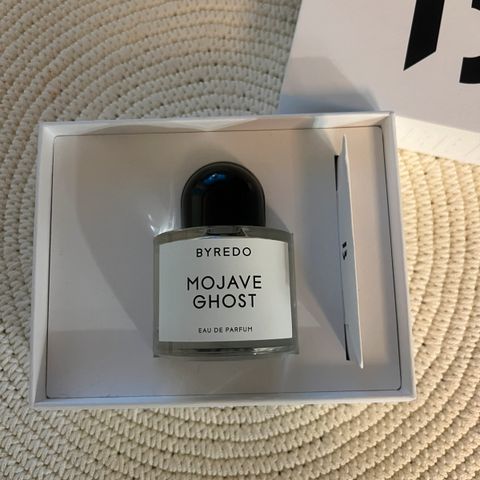 BYREDO
MOJAVE
GHOST
EAU DE PARFUM